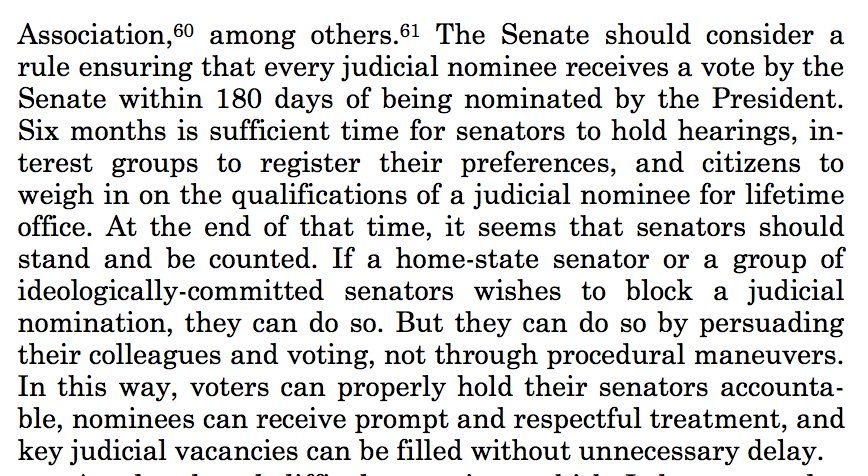 Association,60 among others.61 The Senate should consider a
rule ensuring that every judicial nominee receives a vote by the
Senate within 180 days of being nominated by the President.
Six months is sufficient time for senators to hold hearings, in-
terest groups to register their preferences, and citizens to
weigh in on the qualifications of a judicial nominee for lifetime
office. At the end of that time, it seems that senators should
stand and be counted. If a home-state senator or a group of
ideologically-committed senators wishes to block a judicial
nomination, they can do so. But they can do so by persuading
their colleagues and voting, not through procedural maneuvers.
In this way, voters can properly hold their senators accounta-
ble, nominees can receive prompt and respectful treatment, and
key judicial vacancies can be filled without unnecessary delay.